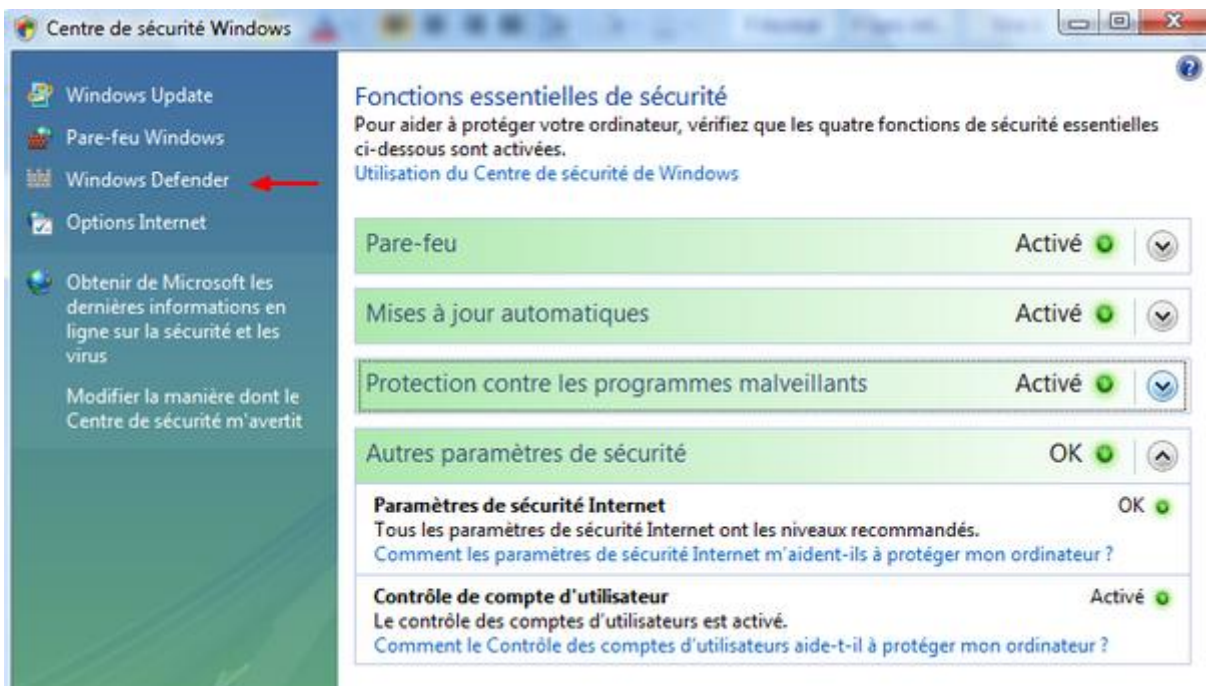 Centre de sécurité Windows
Windows Update
Pare-feu Windows
Windows Defender
Options Internet
Obtenir de Microsoft les
dernières informations en
ligne sur la sécurité et les
virus
Modifier la manière dont le
Centre de sécurité m'avertit
Fonctions essentielles de sécurité
Pour aider à protéger votre ordinateur, vérifiez que les quatre fonctions de sécurité essentielles
ci-dessous sont activées.
Utilisation du Centre de sécurité de Windows
Pare-feu Activé
Mises à jour automatiques Activé
Protection contre les programmes malveillants Activé
Autres paramètres de sécurité OK
Paramètres de sécurité Internet OK
Tous les paramètres de sécurité Internet ont les niveaux recommandés.
Comment les paramètres de sécurité Internet m'aident-ils à protéger mon ordinateur ?
Contrôle de compte d'utilisateur Activé
Le contrôle des comptes d'utilisateurs est activé.
Comment le Contrôle des comptes d'utilisateurs aide-t-il à protéger mon ordinateur ?